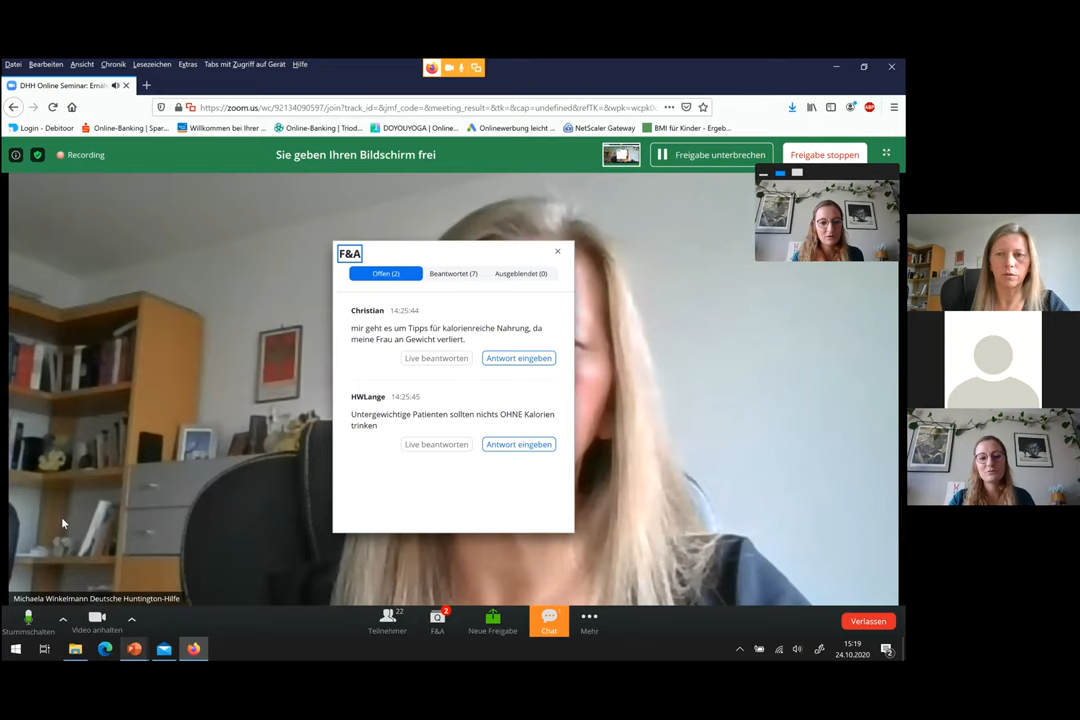 Datei Bearbeiten Ansicht Chronik Lesezeichen Extras Tabs mit Zugriff auf Gerät Hilfe
DHH Online Seminar: Ernäh
https://zoom.us/wc/92134090597/join?track_id=&jmf_code=&meeting_result=&tk=&cap=undefined&refTK=&wpk=wcpk0
Login - Debitoor Online-Banking | Spar... Willkommen bei Ihrer ... Online-Banking | Triod... DOYOUYOGA | Online... Onlinewerbung leicht ... NetScaler Gateway BMI für Kinder - Ergeb...
Recording
Sie geben Ihren Bildschirm frei
Freigabe unterbrechen
Freigabe stoppen
F&A
Offen (2) Beantwortet (7) Ausgeblendet (0)
Christian 14:25:44
mir geht es um Tipps für kalorienreiche Nahrung, da
meine Frau an Gewicht verliert.
Live beantworten Antwort eingeben
HWLange 14:25:45
Untergewichtige Patienten sollten nichts OHNE Kalorien
trinken
Live beantworten Antwort eingeben
Michaela Winkelmann Deutsche Huntington-Hilfe
22
2
Stummschalten Video anhalten Teilnehmer F&A Neue Freigabe Chat Mehr
Verlassen
15:19
24.10.2020
2